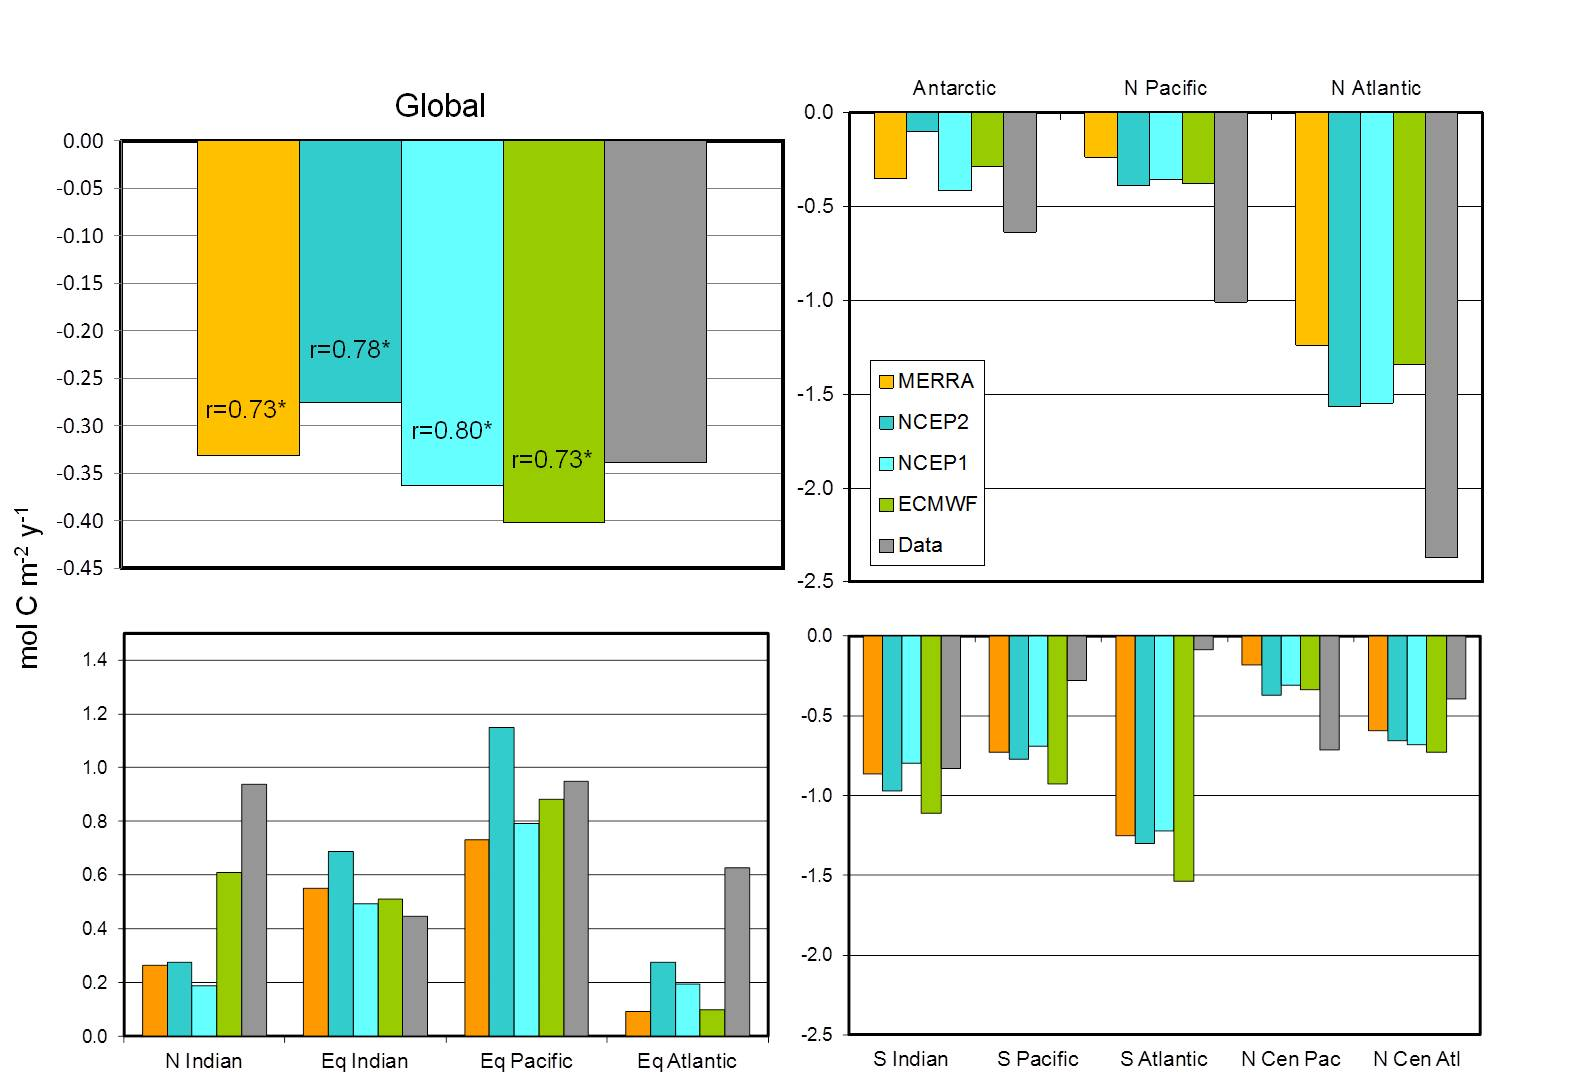 Global
0.00
-0.05
-0.10
-0.15
-0.20
-0.25
-0.30
-0.35
-0.40
-0.45
r=0.73*
r=0.78*
r=0.80*
r=0.73*
mol C m-2 y-1
Antarctic N Pacific N Atlantic
0.0
-0.5
-1.0
-1.5
-2.0
-2.5
MERRA
NCEP2
NCEP1
ECMWF
Data
1.4
1.2
1.0
0.8
0.6
0.4
0.2
0.0
N Indian Eq Indian Eq Pacific Eq Atlantic
0.0
-0.5
-1.0
-1.5
-2.0
-2.5
S Indian S Pacific S Atlantic N Cen Pac N Cen Atl